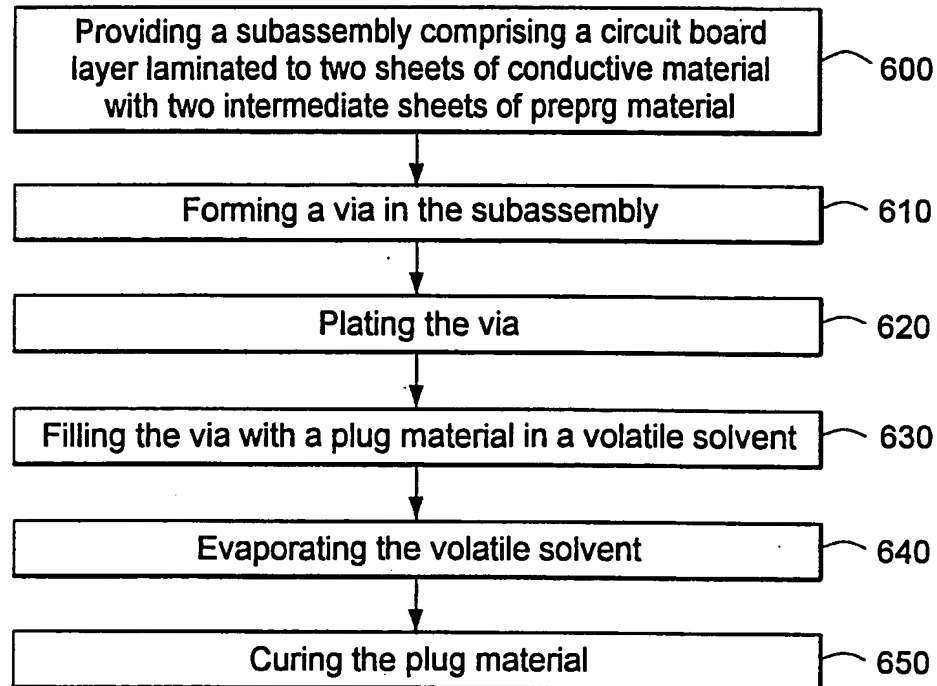 Providing a subassembly comprising a circuit board
layer laminated to two sheets of conductive material
with two intermediate sheets of preprg material
600
Forming a via in the subassembly
610
Plating the via
620
Filling the via with a plug material in a volatile solvent
630
Evaporating the volatile solvent
640
Curing the plug material
650